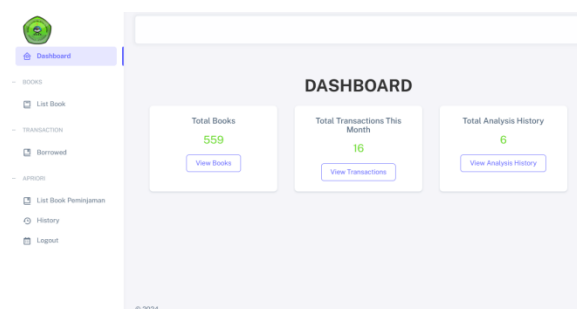 Dashboard
BOOKS
List Book
TRANSACTION
Borrowed
APRIORI
List Book Peminjaman
History
Logout
DASHBOARD
Total Books
559
View Books
Total Transactions This
Month
16
View Transactions
Total Analysis History
6
View Analysis History
© 2024